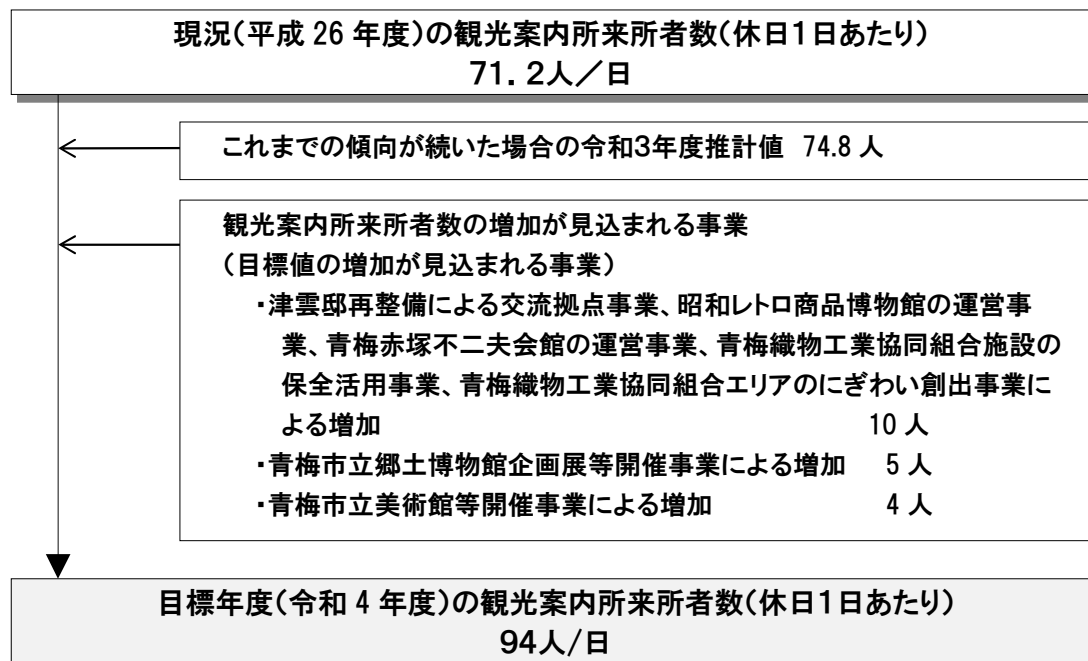 現況(平成 26 年度)の観光案内所来所者数(休日1日あたり)
71.2人／日
これまでの傾向が続いた場合の令和3年度推計値 74.8 人
観光案内所来所者数の増加が見込まれる事業
(目標値の増加が見込まれる事業)
・津雲邸再整備による交流拠点事業、昭和レトロ商品博物館の運営事
業、青梅赤塚不二夫会館の運営事業、青梅織物工業協同組合施設の
保全活用事業、青梅織物工業協同組合エリアのにぎわい創出事業に
よる増加 10 人
・青梅市立郷土博物館企画展等開催事業による増加 5 人
・青梅市立美術館等開催事業による増加 4 人
目標年度(令和 4 年度)の観光案内所来所者数(休日1日あたり)
94人/日